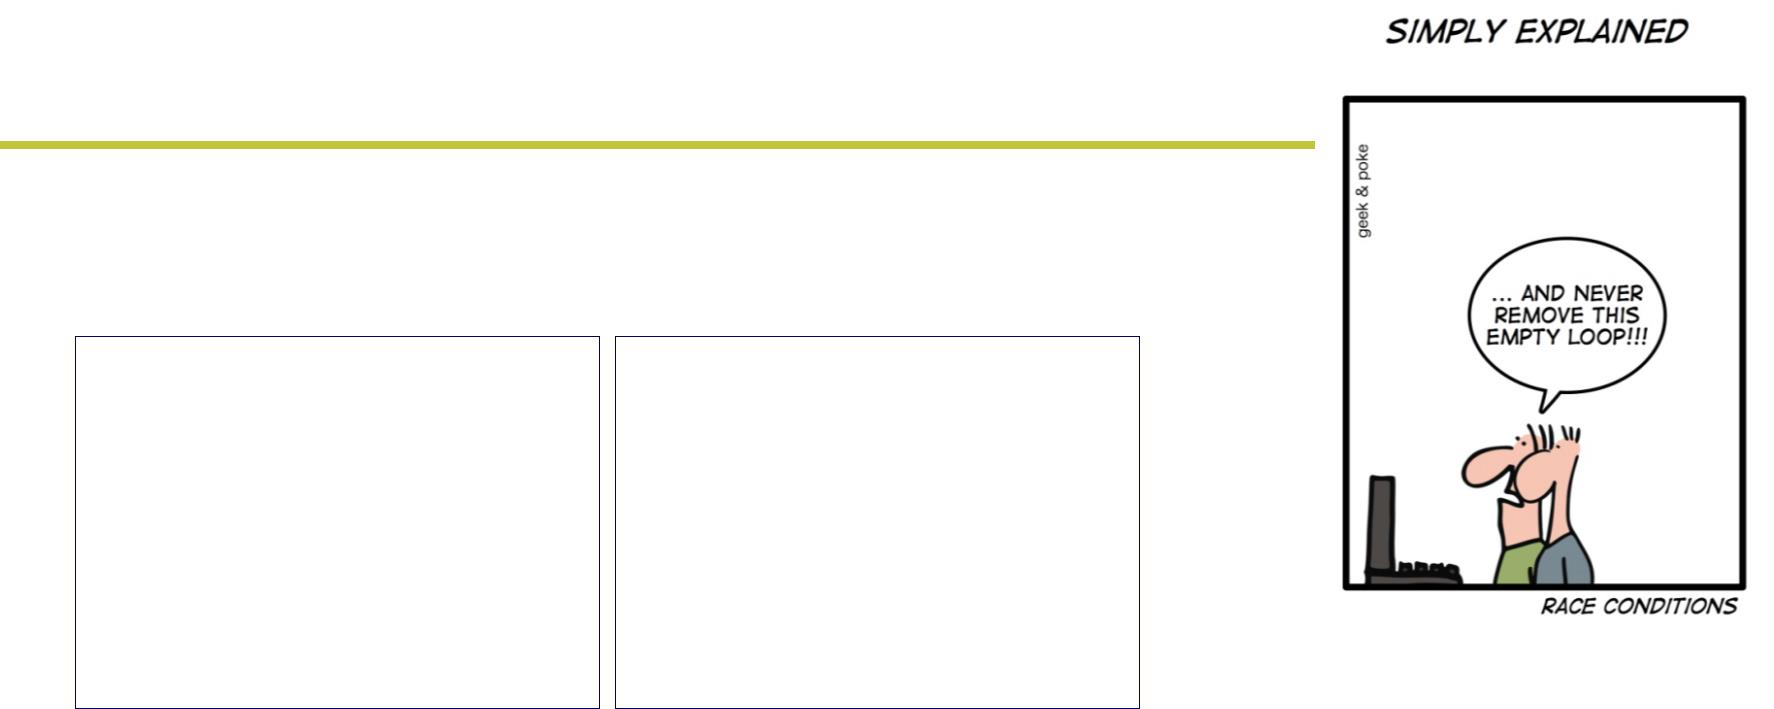 SIMPLY EXPLAINED
geek & poke
... AND NEVER
REMOVE THIS
EMPTY LOOP!!!
RACE CONDITIONS